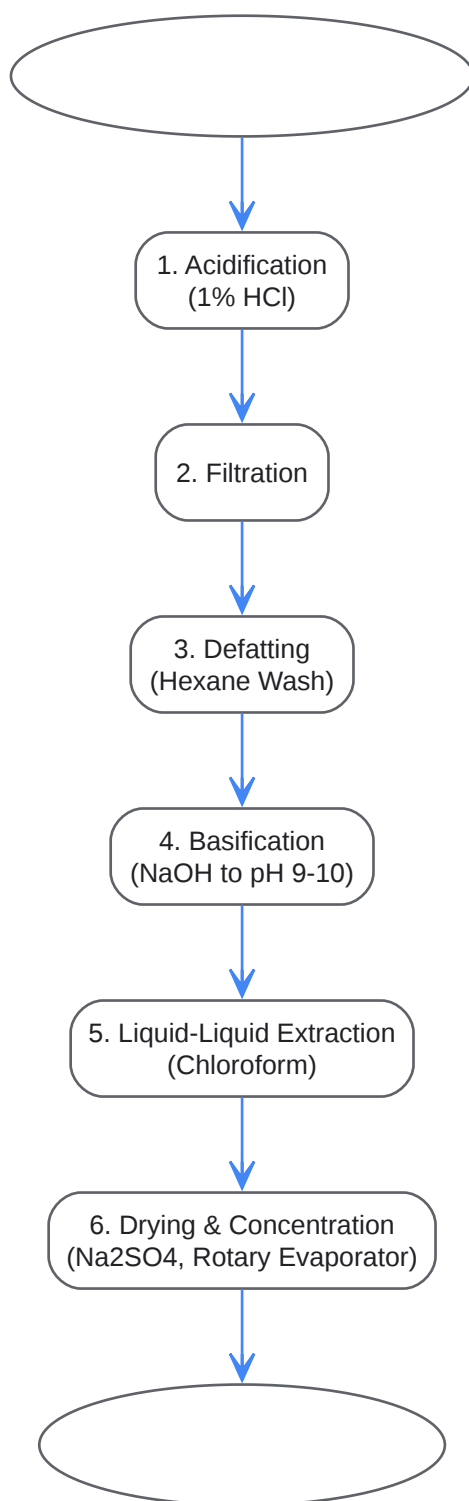 1. Acidification
(1% HCl)
2. Filtration
3. Defatting
(Hexane Wash)
4. Basification
(NaOH to pH 9-10)
5. Liquid-Liquid Extraction
(Chloroform)
6. Drying & Concentration
(Na2SO4, Rotary Evaporator)